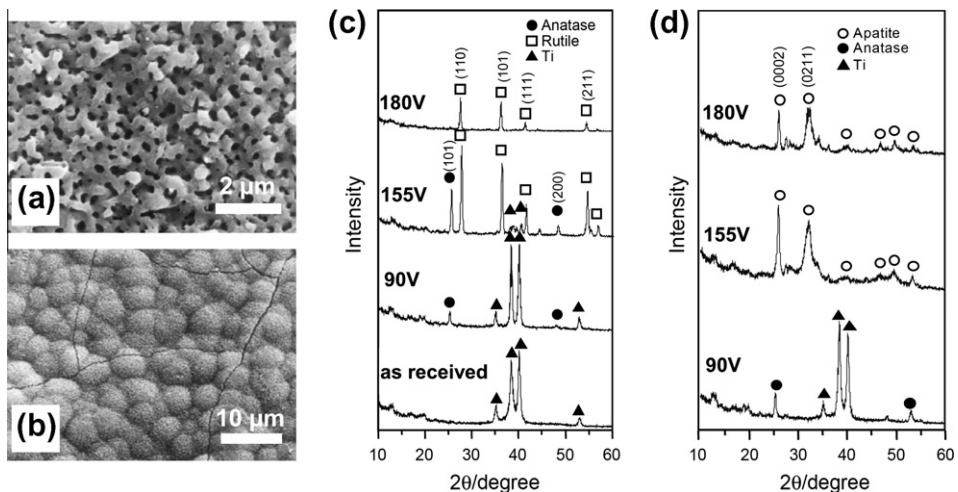 (a)
2 μm
(b)
10 μm
(c)
● Anatase
□ Rutile
▲ Ti
180V
(110)
(101)
(111)
(211)
155V
(101)
(200)
90V
as received
Intensity
10 20 30 40 50 60
2θ/degree
(d)
○ Apatite
● Anatase
▲ Ti
180V
(0002)
(0211)
155V
90V
Intensity
10 20 30 40 50 60
2θ/degree